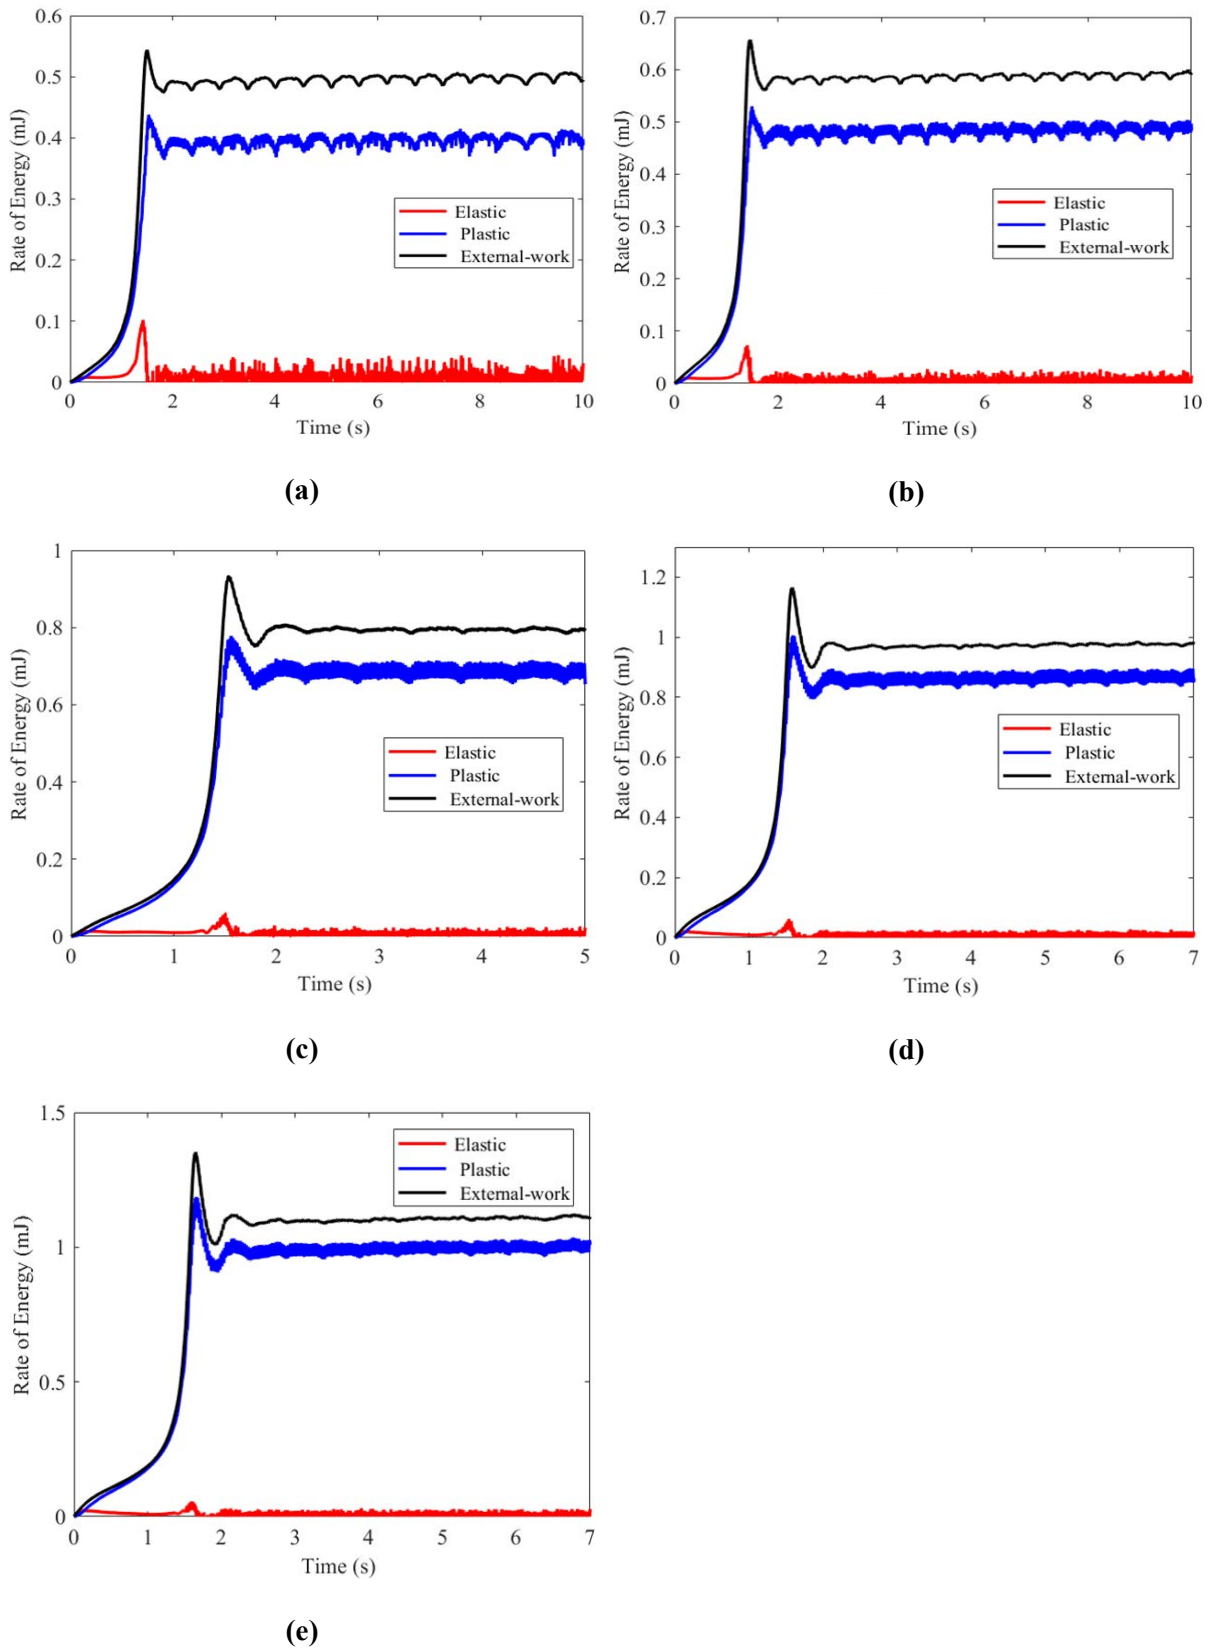 0.6
0.5
0.4
0.3
0.2
0.1
0
Rate of Energy (mJ)
Elastic
Plastic
External-work
0 2 4 6 8 10
Time (s)
(a)
0.7
0.6
0.5
0.4
0.3
0.2
0.1
0
Rate of Energy (mJ)
Elastic
Plastic
External-work
0 2 4 6 8 10
Time (s)
(b)
1
0.8
0.6
0.4
0.2
0
Rate of Energy (mJ)
Elastic
Plastic
External-work
0 1 2 3 4 5
Time (s)
(c)
1.2
1
0.8
0.6
0.4
0.2
0
Rate of Energy (mJ)
Elastic
Plastic
External-work
0 1 2 3 4 5 6 7
Time (s)
(d)
1.5
1
0.5
0
Rate of Energy (mJ)
Elastic
Plastic
External-work
0 1 2 3 4 5 6 7
Time (s)
(e)